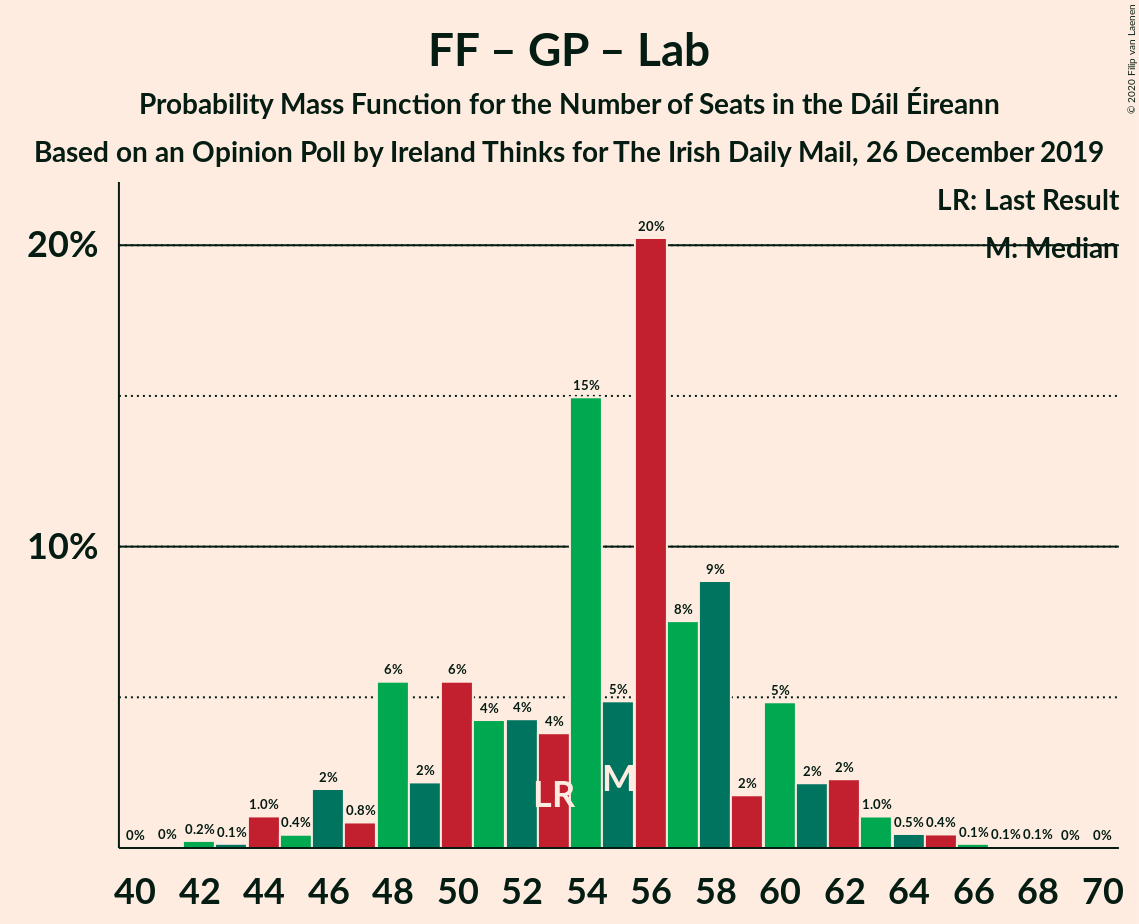 FF – GP – Lab
Probability Mass Function for the Number of Seats in the Dáil Éireann
Based on an Opinion Poll by Ireland Thinks for The Irish Daily Mail, 26 December 2019
© 2020 Filip van Laenen
LR: Last Result
M: Median
20%
10%
0% 0% 0.2% 0.1% 1.0% 0.4% 2% 0.8% 6% 2% 6% 4% 4% 4% 15% 5% 20% 8% 9% 2% 5% 2% 2% 1.0% 0.5% 0.4% 0.1% 0.1% 0.1% 0% 0%
LR M
40 42 44 46 48 50 52 54 56 58 60 62 64 66 68 70